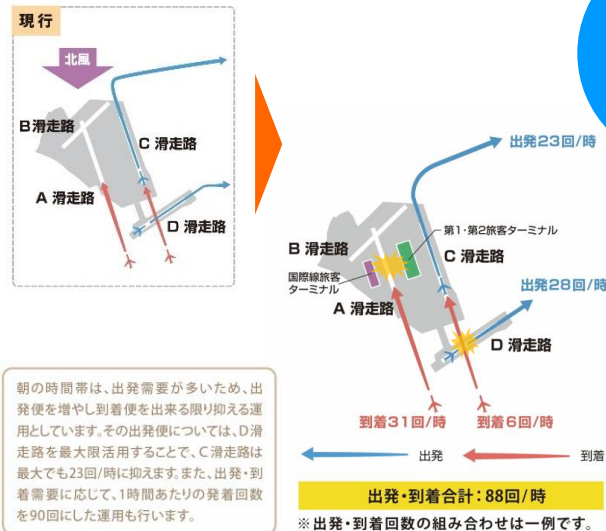 現行
北風
B滑走路
C 滑走路
A 滑走路
D 滑走路
朝の時間帯は、出発需要が多いため、出
発便を増やし到着便を出来る限り抑える運
用としています。その出発便については、D滑
走路を最大限活用することで、C滑走路は
最大でも23回/時に抑えます。また、出発・到
着需要に応じて、1時間あたりの発着回数
を90回にした運用も行います。
出発23回/時
第1・第2旅客ターミナル
B 滑走路
C 滑走路
国際線旅客
ターミナル
出発28回/時
A 滑走路
D 滑走路
到着31回/時
到着6回/時
出発
到着
出発・到着合計:88回/時
※出発・到着回数の組み合わせは一例です。